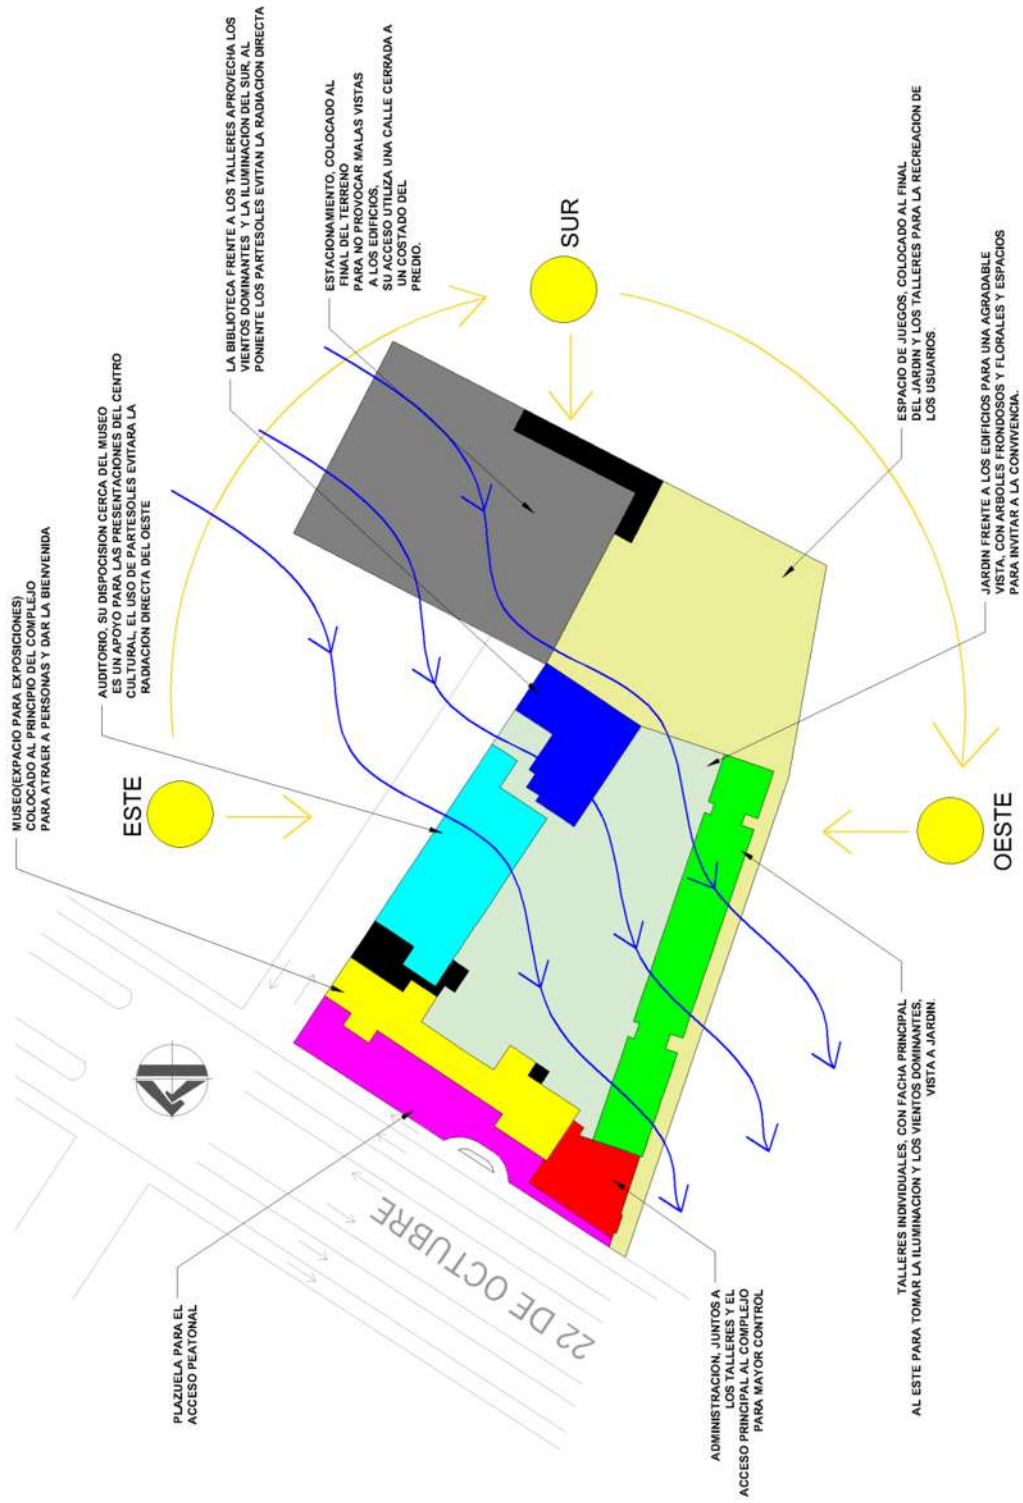 PLAZUELA PARA EL
ACCESO PEATONAL
MUSEO(EXPACIO PARA EXPOSICIONES)
COLOCADO AL PRINCIPIO DEL COMPLEJO
PARA ATRAER A PERSONAS Y DAR LA BIENVENIDA
AUDITORIO, SU DISPOCISION CERCA DEL MUSEO
ES UN APOYO PARA LAS PRESENTACIONES DEL CENTRO
CULTURAL, EL USO DE PARTESOLES EVITARA LA
RADIACION DIRECTA DEL OESTE
LA BIBLIOTECA FRENTE A LOS TALLERES APROVECHA LOS
VIENTOS DOMINANTES Y LA ILUMINACION DEL SUR, AL
PONIENTE LOS PARTESOLES EVITAN LA RADIACION DIRECTA
ESTACIONAMIENTO, COLOCADO AL
FINAL DEL TERRENO
PARA NO PROVOCAR MALAS VISTAS
A LOS EDIFICIOS,
SU ACCESO UTILIZA UNA CALLE CERRADA A
UN COSTADO DEL
PREDIO.
ESTE
SUR
OESTE
22 DE OCTUBRE
ADMINISTRACION, JUNTOS A
LOS TALLERES Y EL
ACCESO PRINCIPAL AL COMPLEJO
PARA MAYOR CONTROL
TALLERES INDIVIDUALES, CON FACHA PRINCIPAL
AL ESTE PARA TOMAR LA ILUMINACION Y LOS VIENTOS DOMINANTES,
VISTA A JARDIN.
ESPACIO DE JUEGOS, COLOCADO AL FINAL
DEL JARDIN Y LOS TALLERES PARA LA RECREACION DE
LOS USUARIOS.
JARDIN FRENTE A LOS EDIFICIOS PARA UNA AGRADABLE
VISTA, CON ARBOLES FRONDOSOS Y FLORALES Y ESPACIOS
PARA INVITAR A LA CONVIVENCIA.